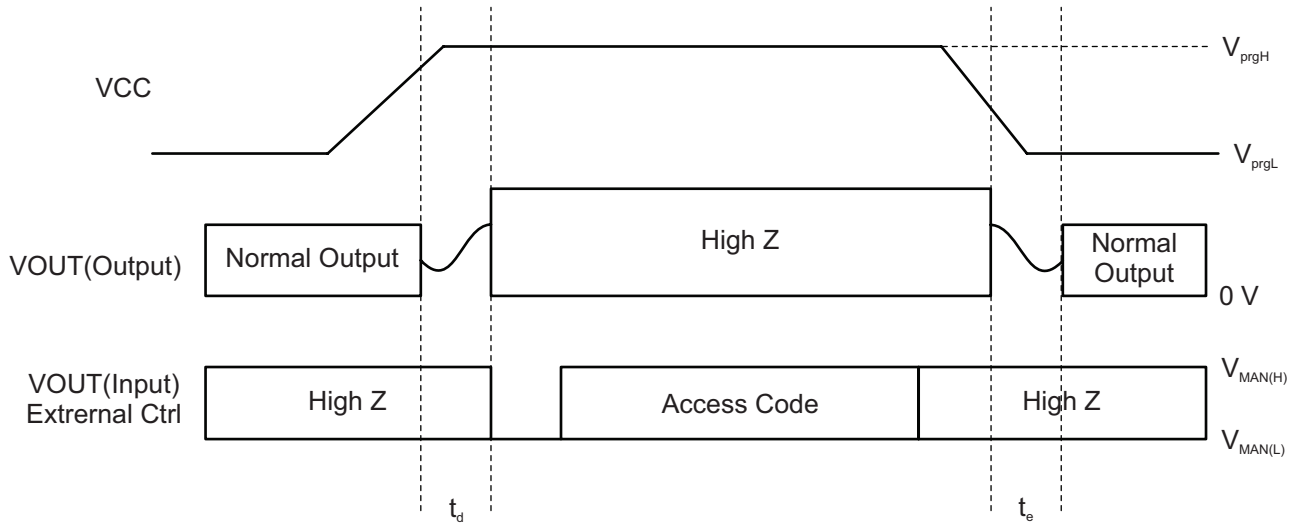 VCC
V_prgH
V_prgL
VOUT(Output)
Normal Output
High Z
Normal
Output
0 V
VOUT(Input)
Extrernal Ctrl
High Z
Access Code
High Z
V_MAN(H)
V_MAN(L)
t_d
t_e